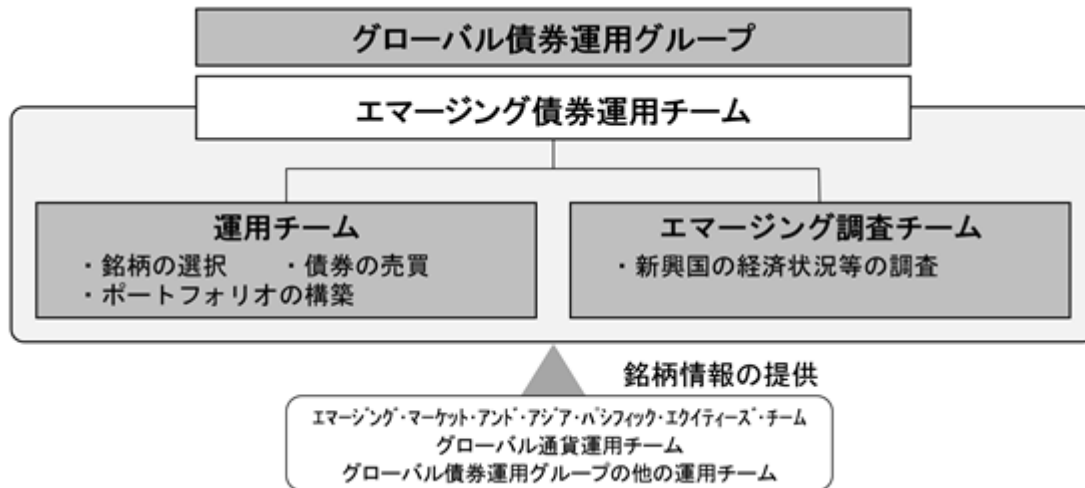 グローバル債券運用グループ
エマージング債券運用チーム
運用チーム
・銘柄の選択　　・債券の売買
・ポートフォリオの構築
エマージング調査チーム
・新興国の経済状況等の調査
銘柄情報の提供
ｴﾏｰｼﾞﾝｸﾞ･ﾏｰｹｯﾄ･ｱﾝﾄﾞ･ｱｼﾞｱ･ﾊﾟｼﾌｨｯｸ･ｴｸｲﾃｨｰｽﾞ･ﾁｰﾑ
グローバル通貨運用チーム
グローバル債券運用グループの他の運用チーム